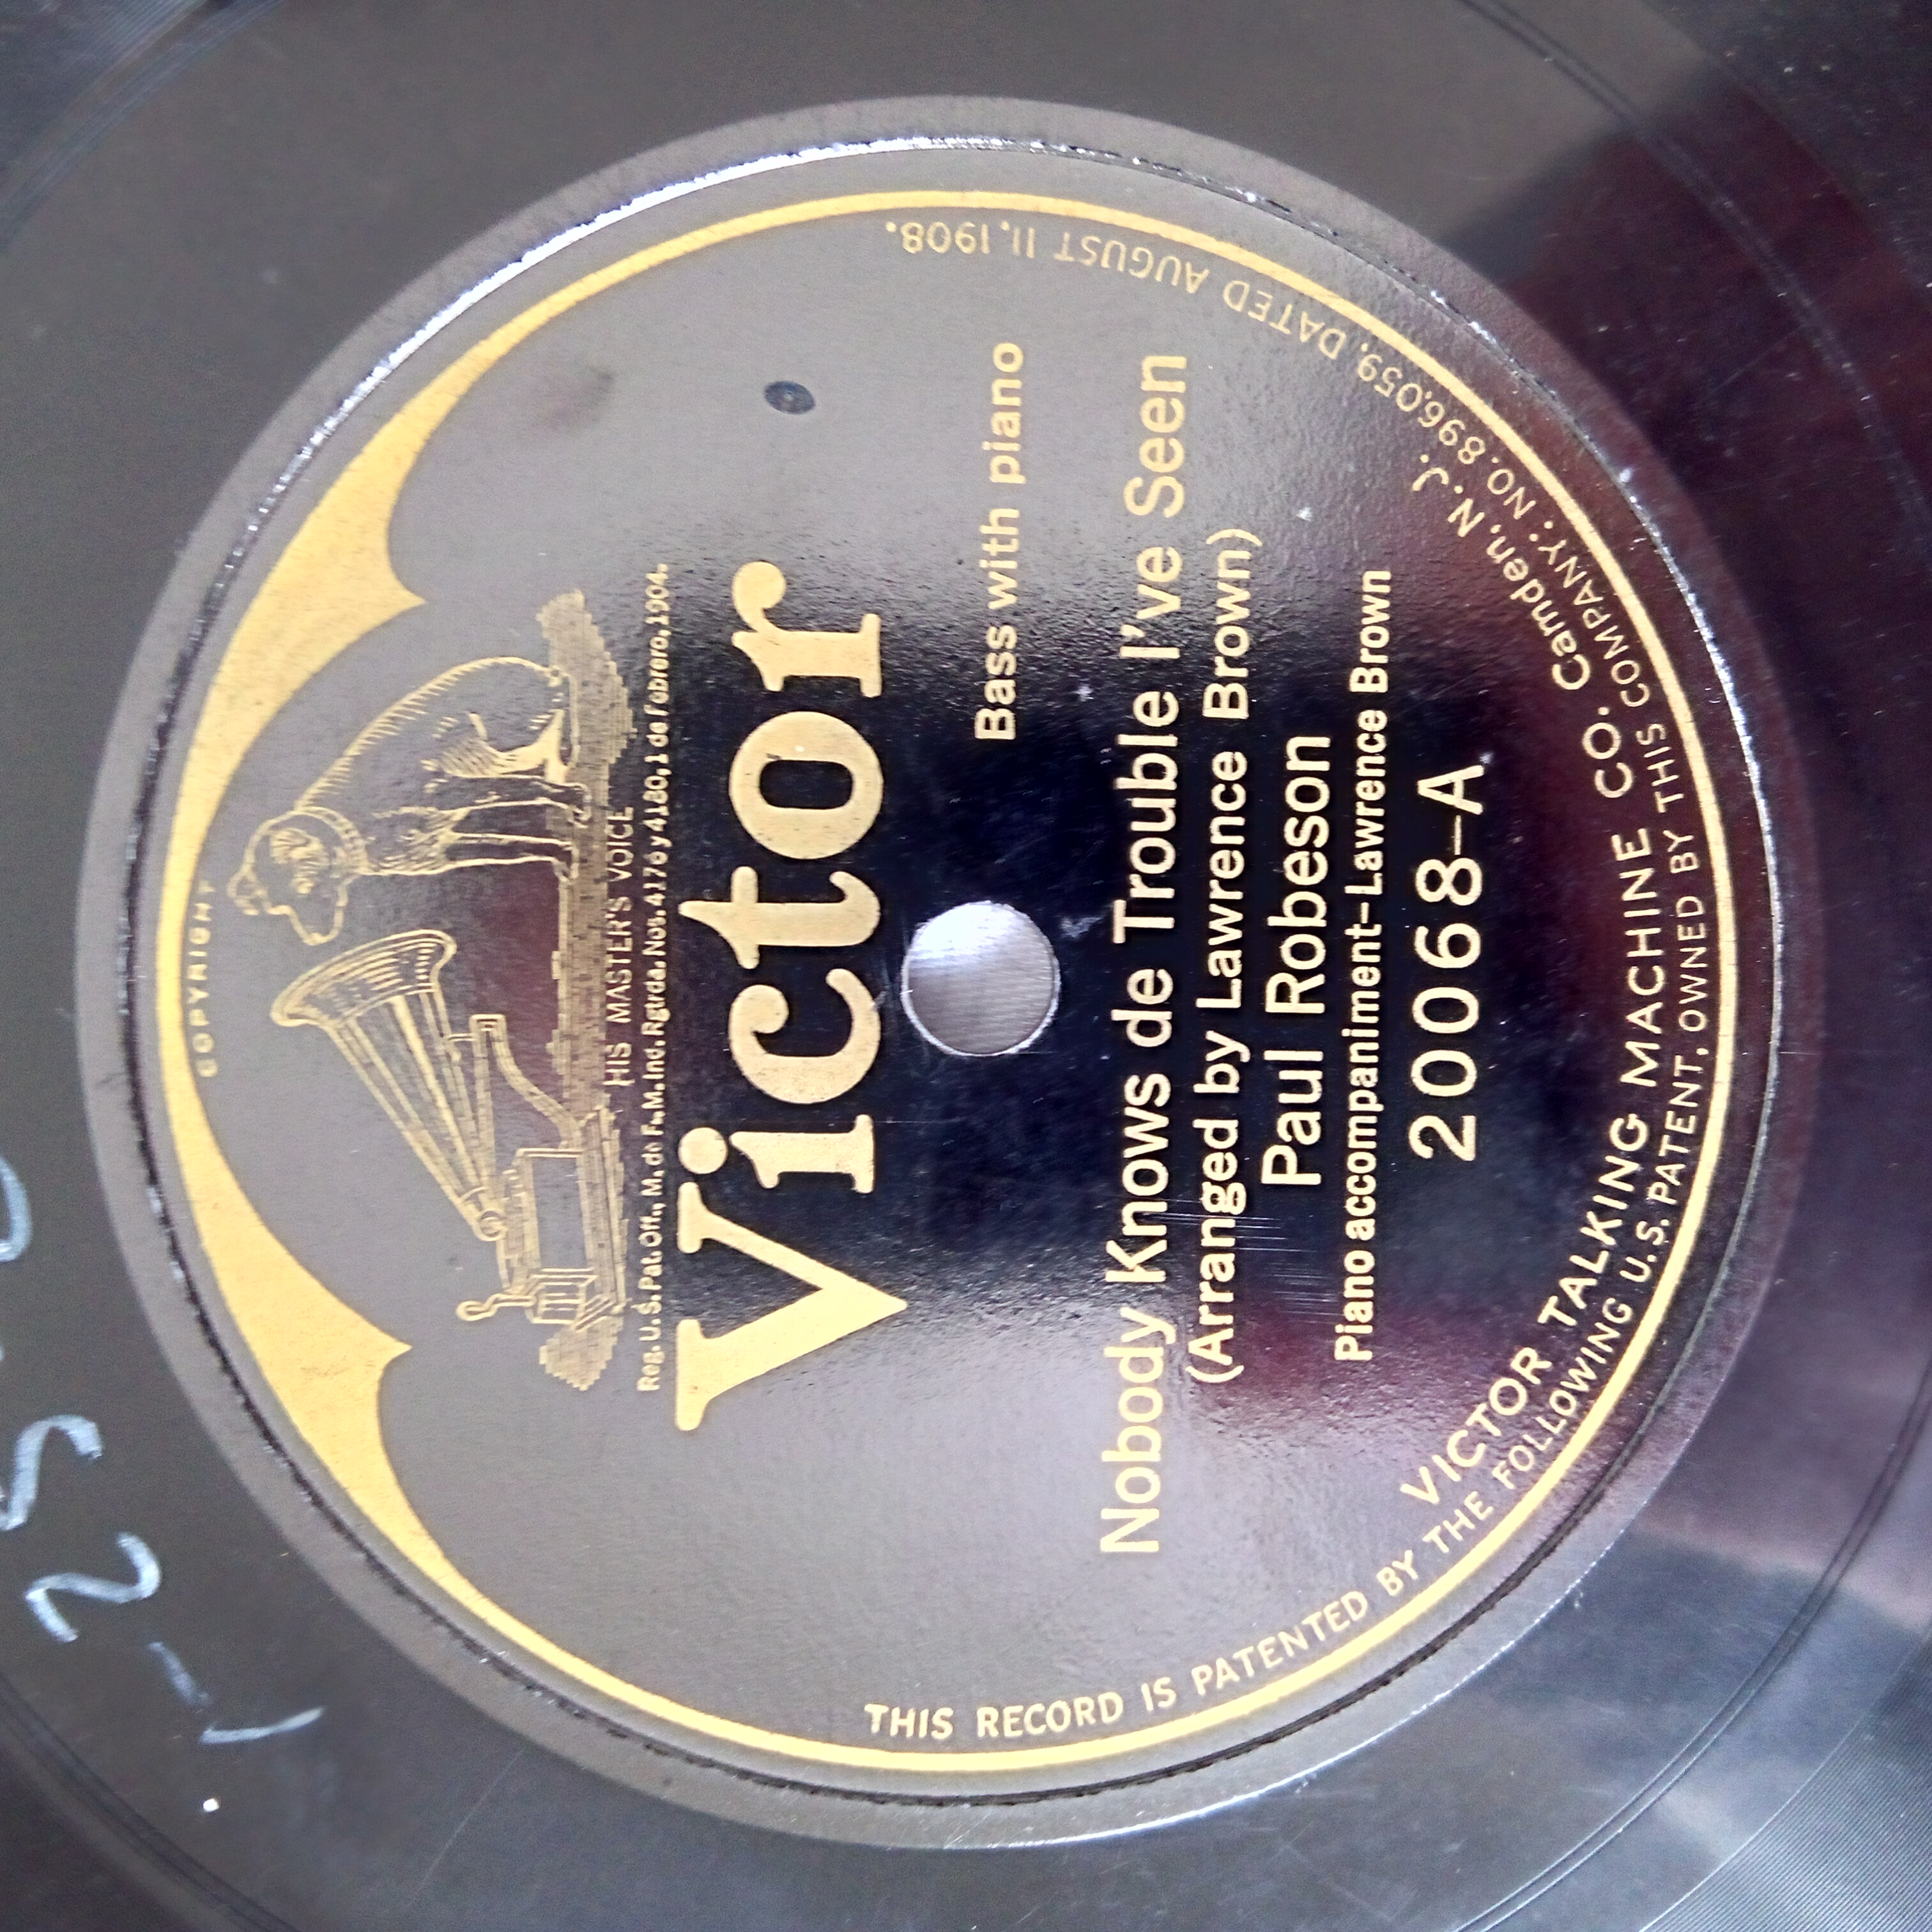 COPYRIGHT
HIS MASTER'S VOICE
Reg. U. S. Pat. Off., M. de F., M. Ind. Rgtrda. Nos. 4176 y 4180, 1 de febrero, 1904.
Victor
Bass with piano
Nobody Knows de Trouble I've Seen
(Arranged by Lawrence Brown)
Paul Robeson
Piano accompaniment-Lawrence Brown
20068-A
VICTOR TALKING MACHINE CO. Camden, N. J.
THIS RECORD IS PATENTED BY THE FOLLOWING U.S. PATENT, OWNED BY THIS COMPANY: NO. 896,059, DATED AUGUST 11, 1908.